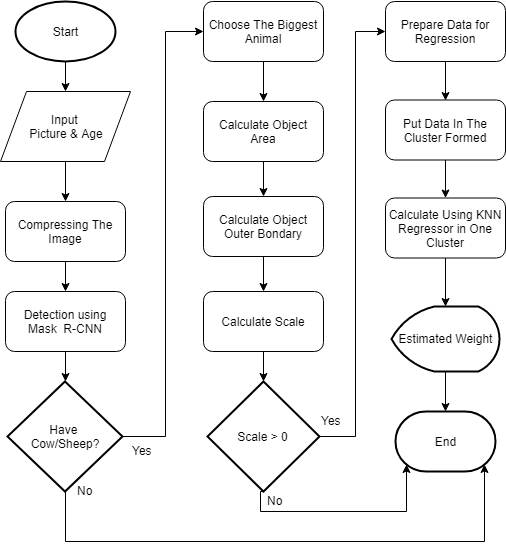 Start
Input
Picture & Age
Compressing The
Image
Detection using
Mask R-CNN
Have
Cow/Sheep?
Yes
No
Choose The Biggest
Animal
Calculate Object
Area
Calculate Object
Outer Bondary
Calculate Scale
Scale > 0
Yes
No
Prepare Data for
Regression
Put Data In The
Cluster Formed
Calculate Using KNN
Regressor in One
Cluster
Estimated Weight
End